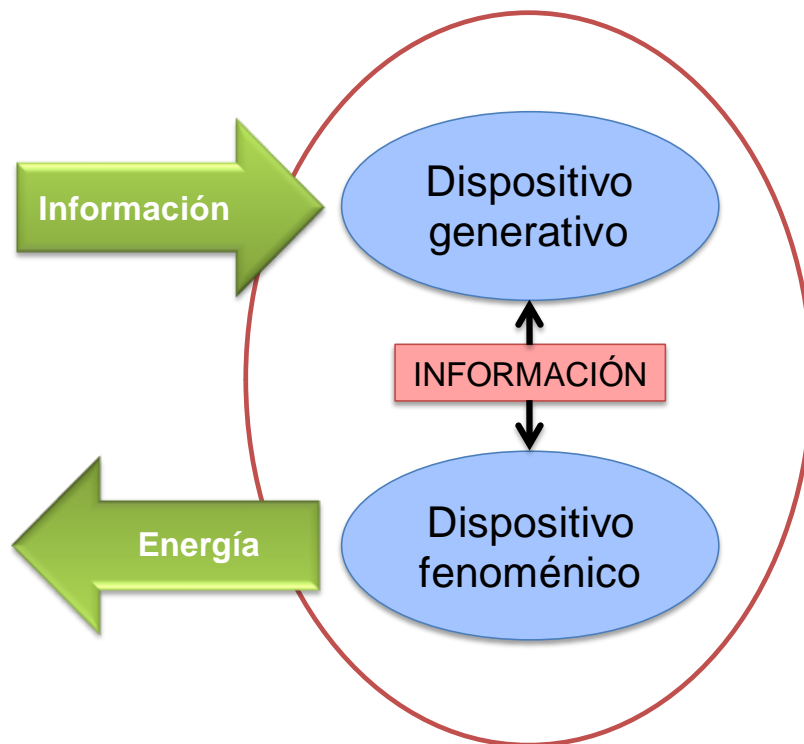 Dispositivo
generativo
Información
INFORMACIÓN
Dispositivo
fenoménico
Energía